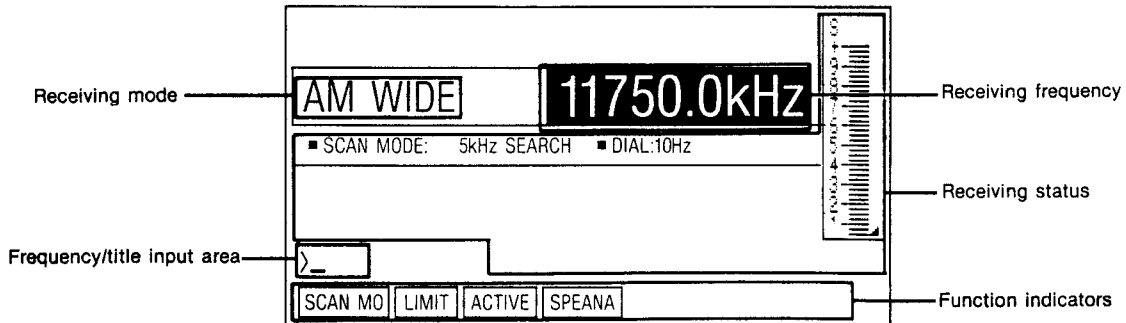 Receiving mode
AM WIDE
11750.0kHz
Receiving frequency
■ SCAN MODE: 5kHz SEARCH ■ DIAL:10Hz
Receiving status
Frequency/title input area
>_
SCAN MO LIMIT ACTIVE SPEANA
Function indicators